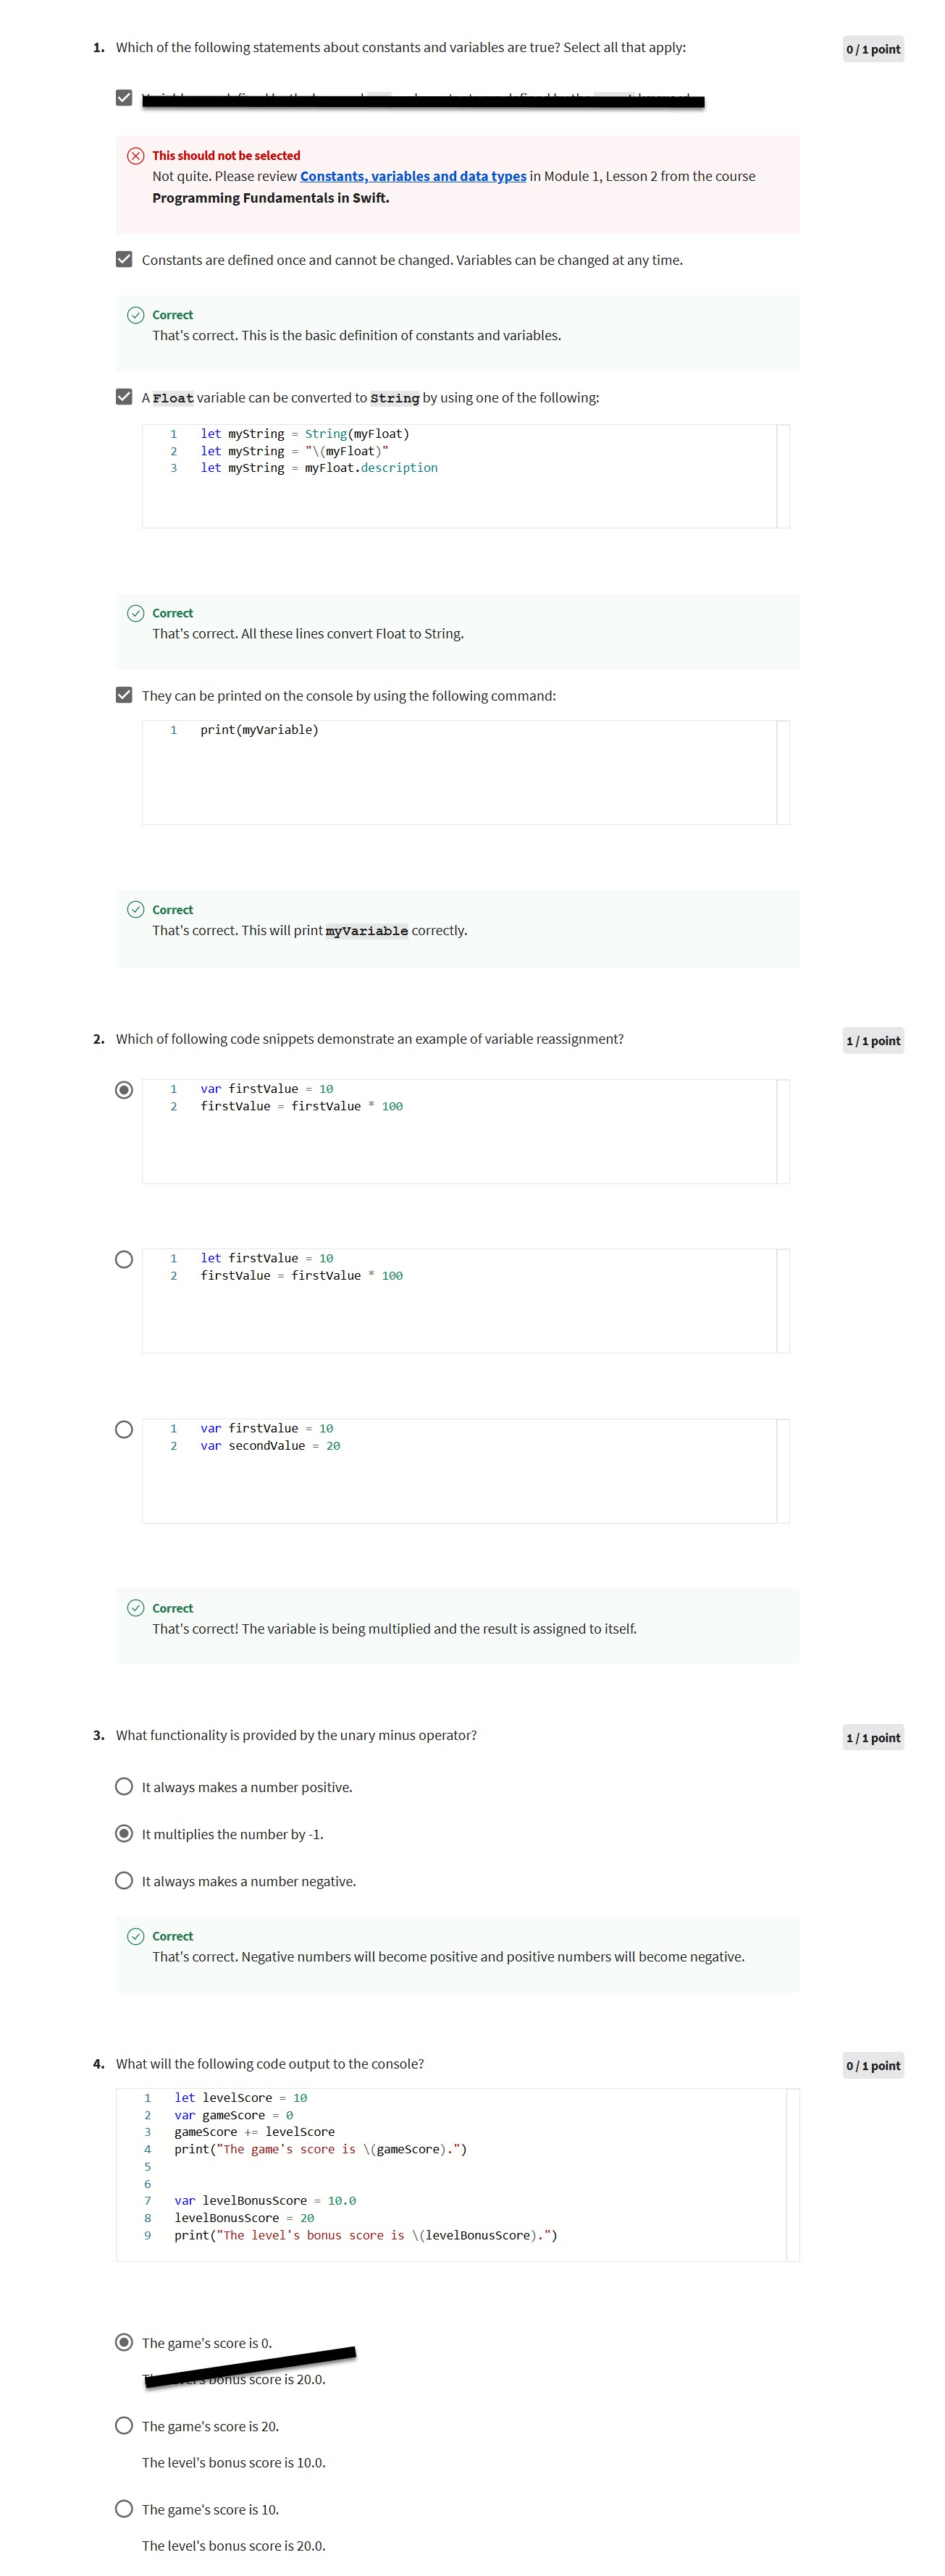 1. Which of the following statements about constants and variables are true? Select all that apply:
0 / 1 point
This should not be selected
Not quite. Please review Constants, variables and data types in Module 1, Lesson 2 from the course
Programming Fundamentals in Swift.
Constants are defined once and cannot be changed. Variables can be changed at any time.
Correct
That's correct. This is the basic definition of constants and variables.
A Float variable can be converted to String by using one of the following:
1 let myString = String(myFloat)
2 let myString = "\(myFloat)"
3 let myString = myFloat.description
Correct
That's correct. All these lines convert Float to String.
They can be printed on the console by using the following command:
1 print(myVariable)
Correct
That's correct. This will print myVariable correctly.
2. Which of following code snippets demonstrate an example of variable reassignment?
1 / 1 point
1 var firstValue = 10
2 firstValue = firstValue * 100
1 let firstValue = 10
2 firstValue = firstValue * 100
1 var firstValue = 10
2 var secondValue = 20
Correct
That's correct! The variable is being multiplied and the result is assigned to itself.
3. What functionality is provided by the unary minus operator?
1 / 1 point
It always makes a number positive.
It multiplies the number by -1.
It always makes a number negative.
Correct
That's correct. Negative numbers will become positive and positive numbers will become negative.
4. What will the following code output to the console?
0 / 1 point
1 let levelScore = 10
2 var gameScore = 0
3 gameScore += levelScore
4 print("The game's score is \(gameScore).")
5
6
7 var levelBonusScore = 10.0
8 levelBonusScore = 20
9 print("The level's bonus score is \(levelBonusScore).")
The game's score is 0.
bonus score is 20.0.
The game's score is 20.
The level's bonus score is 10.0.
The game's score is 10.
The level's bonus score is 20.0.